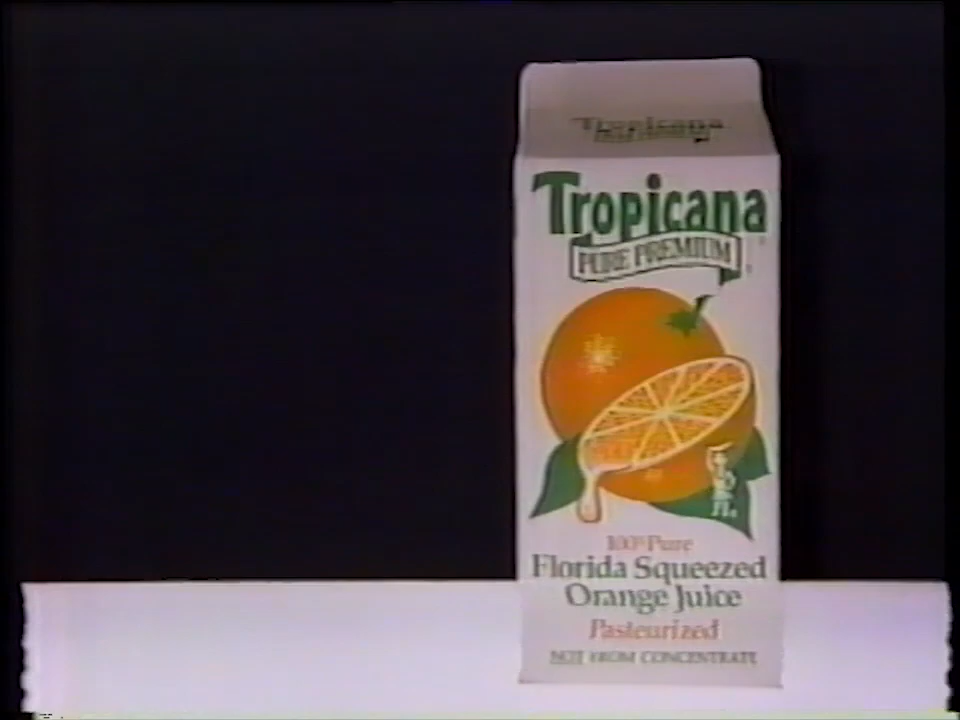 Tropicana
Tropicana
PURE PREMIUM
100% Pure
Florida Squeezed
Orange Juice
Pasteurized
NOT FROM CONCENTRATE